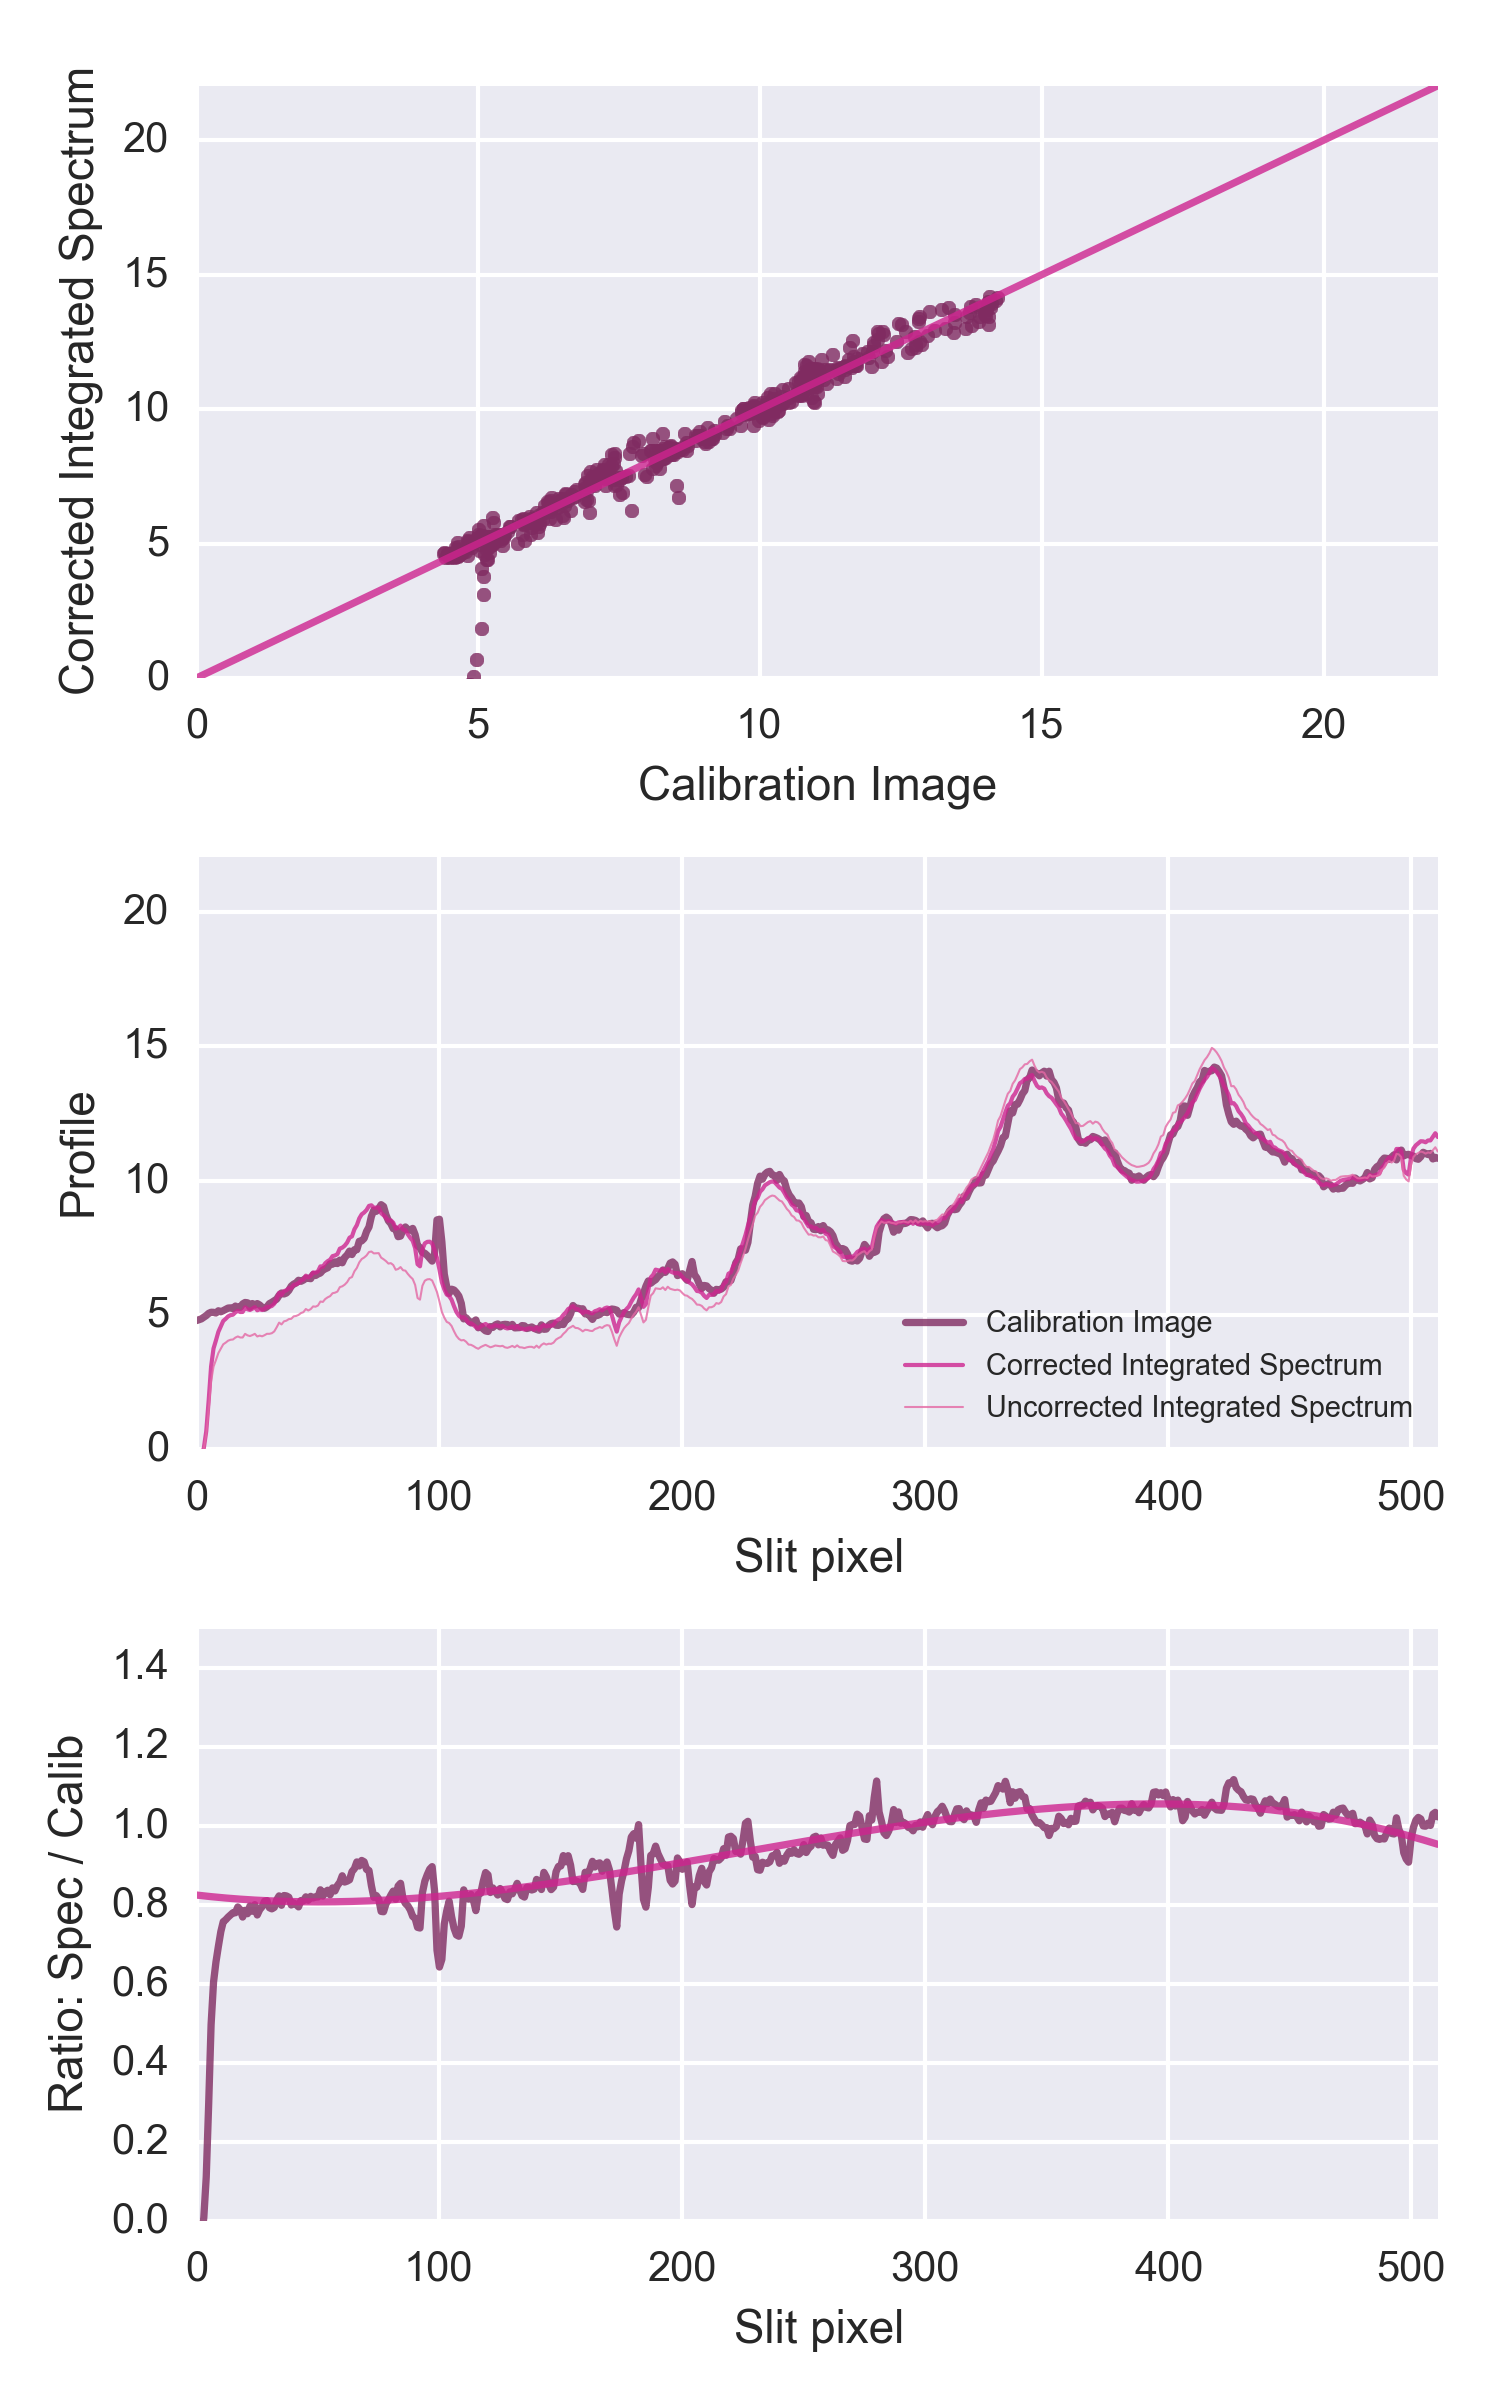 Corrected Integrated Spectrum
20
15
10
5
0
0 5 10 15 20
Calibration Image
Profile
20
15
10
5
0
Calibration Image
Corrected Integrated Spectrum
Uncorrected Integrated Spectrum
0 100 200 300 400 500
Slit pixel
Ratio: Spec / Calib
1.4
1.2
1.0
0.8
0.6
0.4
0.2
0.0
0 100 200 300 400 500
Slit pixel